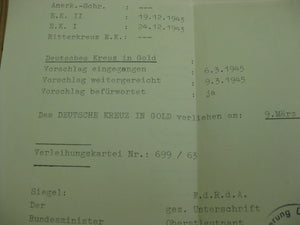 Anerk.-Schr. : ---
E.K. II : 19.12.1943
E.K. I : 24.12.1943
Ritterkreuz E.K.: ---
Deutsches Kreuz in Gold :
Vorschlag eingegangen : 6.3.1945
Vorschlag weitergereicht : 9.3.1945
Vorschlag befürwortet : ja
Das DEUTSCHE KREUZ IN GOLD verliehen am: 9.März
Verleihungskartei Nr.: 699 / 65
Siegel: F.d.R.d.A.
Der gez. Unterschrift
Bundesminister Oberstleutnant